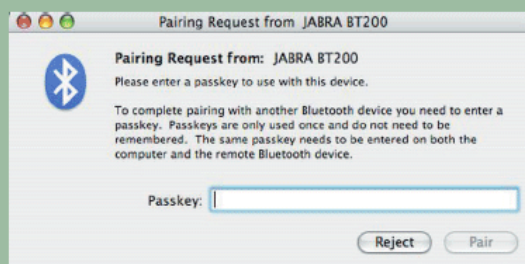 Pairing Request from JABRA BT200
Pairing Request from: JABRA BT200
Please enter a passkey to use with this device.
To complete pairing with another Bluetooth device you need to enter a
passkey. Passkeys are only used once and do not need to be
remembered. The same passkey needs to be entered on both the
computer and the remote Bluetooth device.
Passkey:
Reject Pair